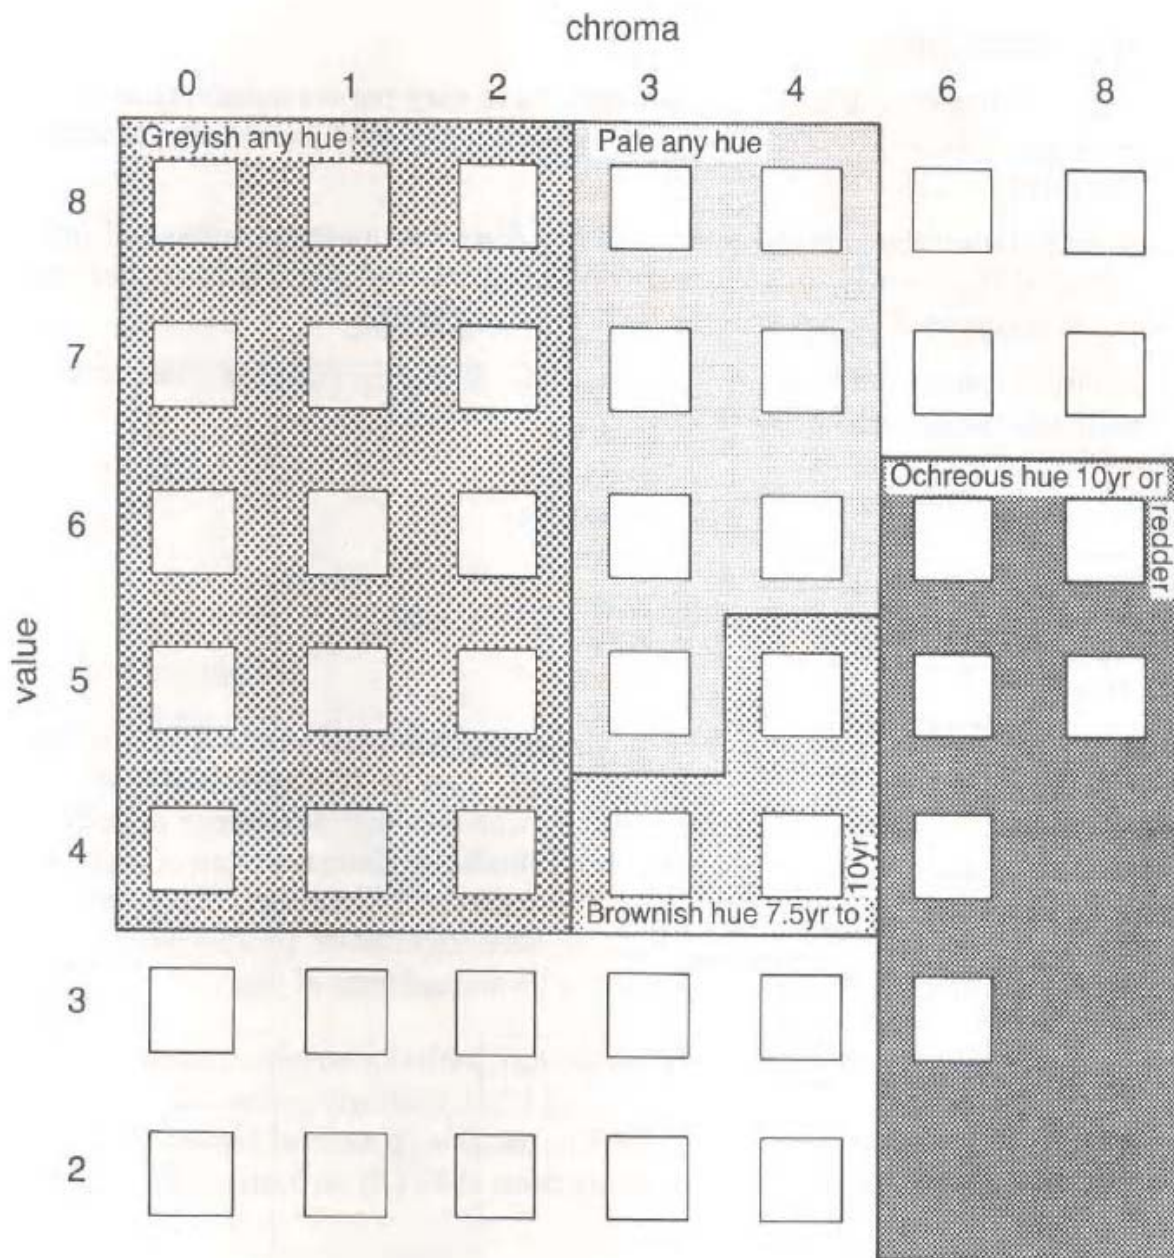 chroma
0 1 2 3 4 6 8
Greyish any hue
Pale any hue
8
7
Ochreous hue 10yr or
redder
6
value
5
4
10yr
Brownish hue 7.5yr to
3
2